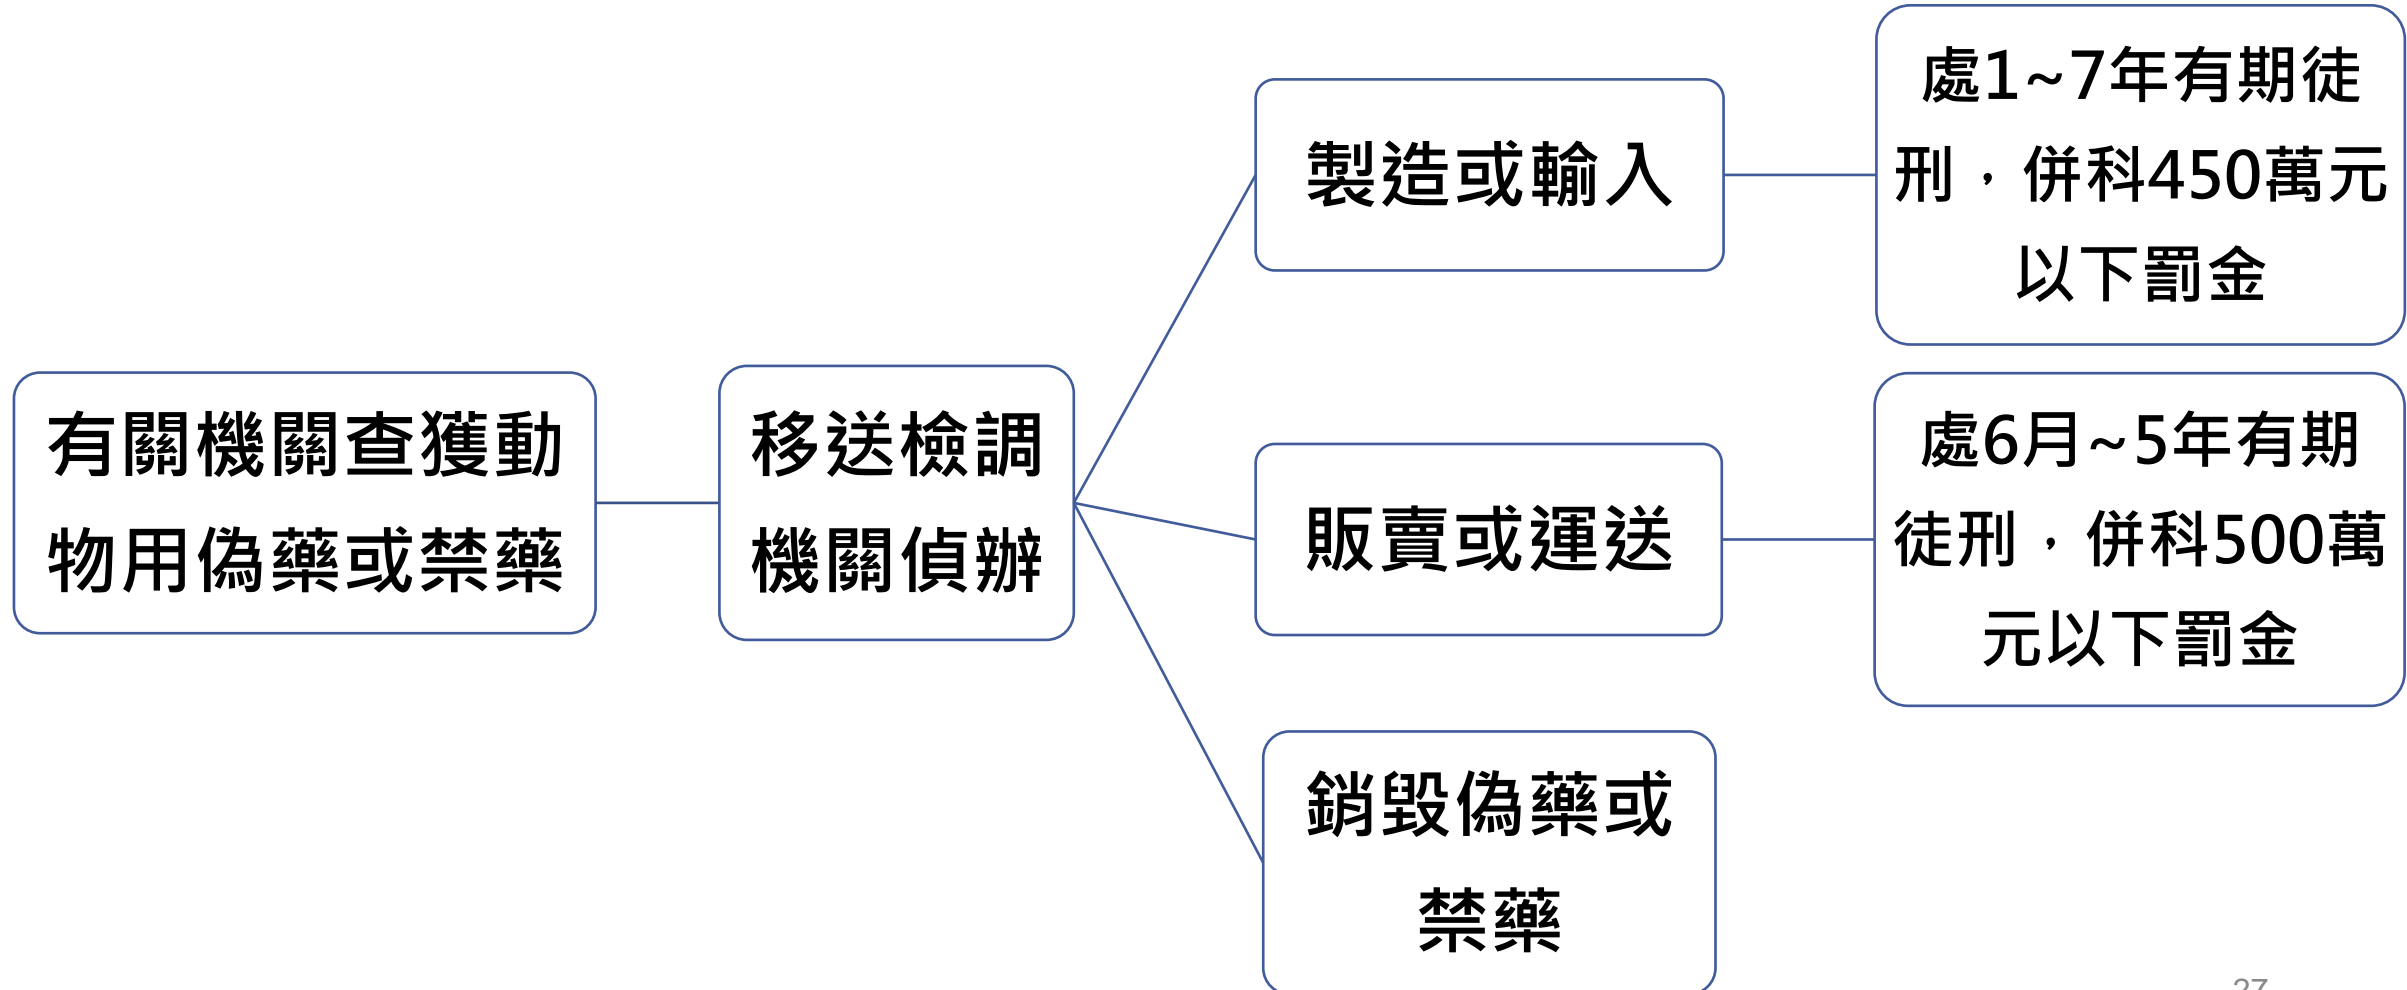 有關機關查獲動
物用偽藥或禁藥
移送檢調
機關偵辦
製造或輸入
處1~7年有期徒
刑，併科450萬元
以下罰金
販賣或運送
處6月~5年有期
徒刑，併科500萬
元以下罰金
銷毀偽藥或
禁藥
27